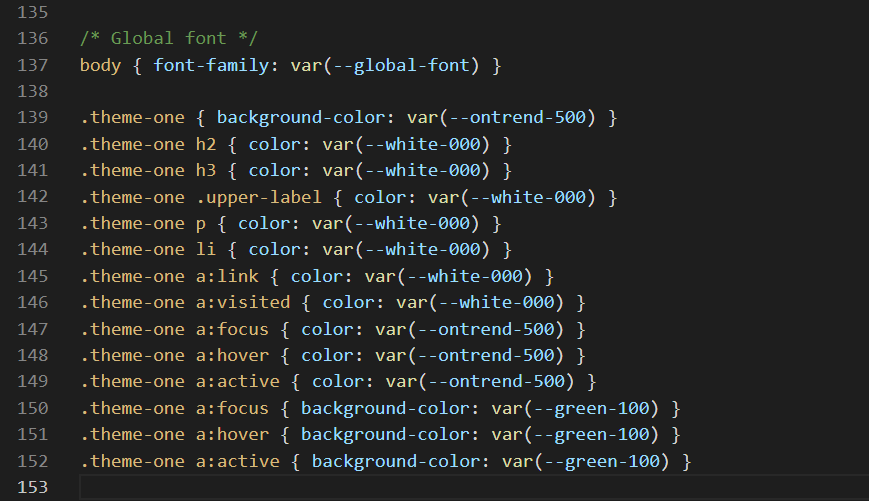 135
136 /* Global font */
137 body { font-family: var(--global-font) }
138
139 .theme-one { background-color: var(--ontrend-500) }
140 .theme-one h2 { color: var(--white-000) }
141 .theme-one h3 { color: var(--white-000) }
142 .theme-one .upper-label { color: var(--white-000) }
143 .theme-one p { color: var(--white-000) }
144 .theme-one li { color: var(--white-000) }
145 .theme-one a:link { color: var(--white-000) }
146 .theme-one a:visited { color: var(--white-000) }
147 .theme-one a:focus { color: var(--ontrend-500) }
148 .theme-one a:hover { color: var(--ontrend-500) }
149 .theme-one a:active { color: var(--ontrend-500) }
150 .theme-one a:focus { background-color: var(--green-100) }
151 .theme-one a:hover { background-color: var(--green-100) }
152 .theme-one a:active { background-color: var(--green-100) }
153